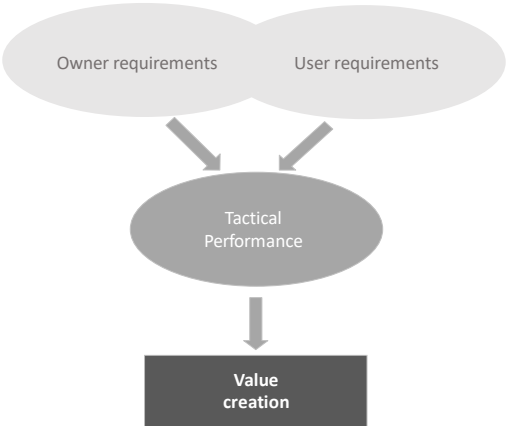 Owner requirements
User requirements
Tactical
Performance
Value
creation